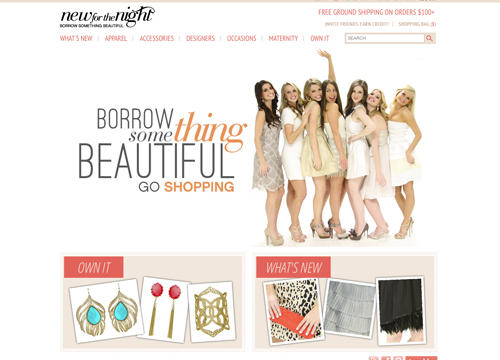 new for the night
BORROW SOMETHING BEAUTIFUL
FREE GROUND SHIPPING ON ORDERS $100+
INVITE FRIENDS. EARN CREDIT! | SHOPPING BAG
WHAT'S NEW | APPAREL | ACCESSORIES | DESIGNERS | OCCASIONS | MATERNITY | OWN IT
SEARCH
BORROW
something
BEAUTIFUL
GO SHOPPING
OWN IT
WHAT'S NEW